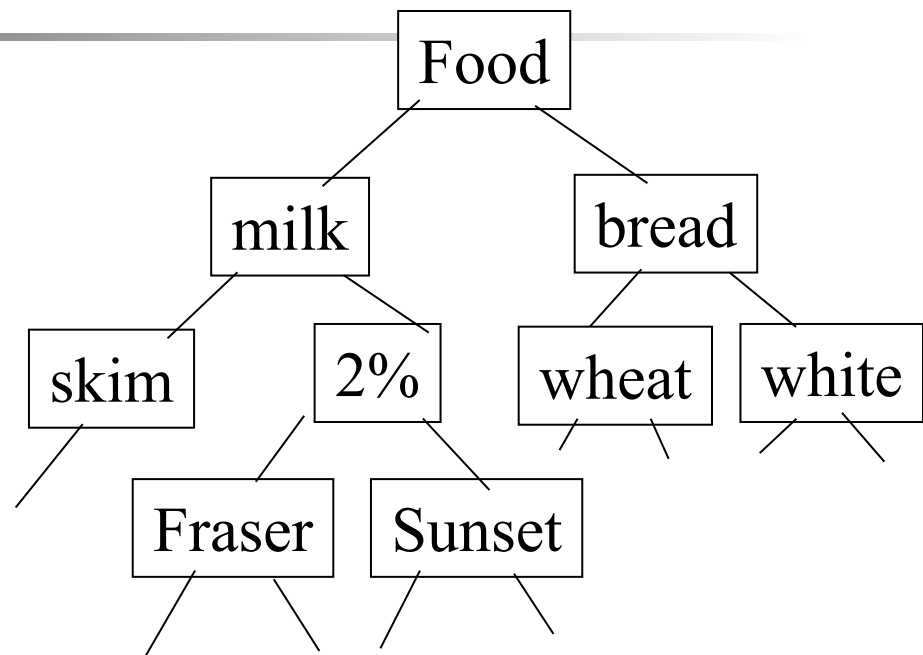 Food
milk
bread
skim
2%
wheat
white
Fraser
Sunset